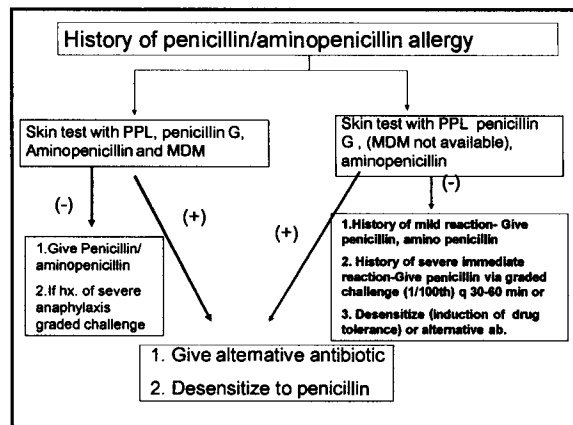 History of penicillin/aminopenicillin allergy
Skin test with PPL, penicillin G,
Aminopenicillin and MDM
Skin test with PPL penicillin
G , (MDM not available),
aminopenicillin
(-)
(+)
(+)
(-)
1.Give Penicillin/
aminopenicillin
2.If hx. of severe
anaphylaxis
graded challenge
1.History of mild reaction- Give
penicillin, amino penicillin
2. History of severe immediate
reaction-Give penicillin via graded
challenge (1/100th) q 30-60 min or
3. Desensitize (induction of drug
tolerance) or alternative ab.
1. Give alternative antibiotic
2. Desensitize to penicillin